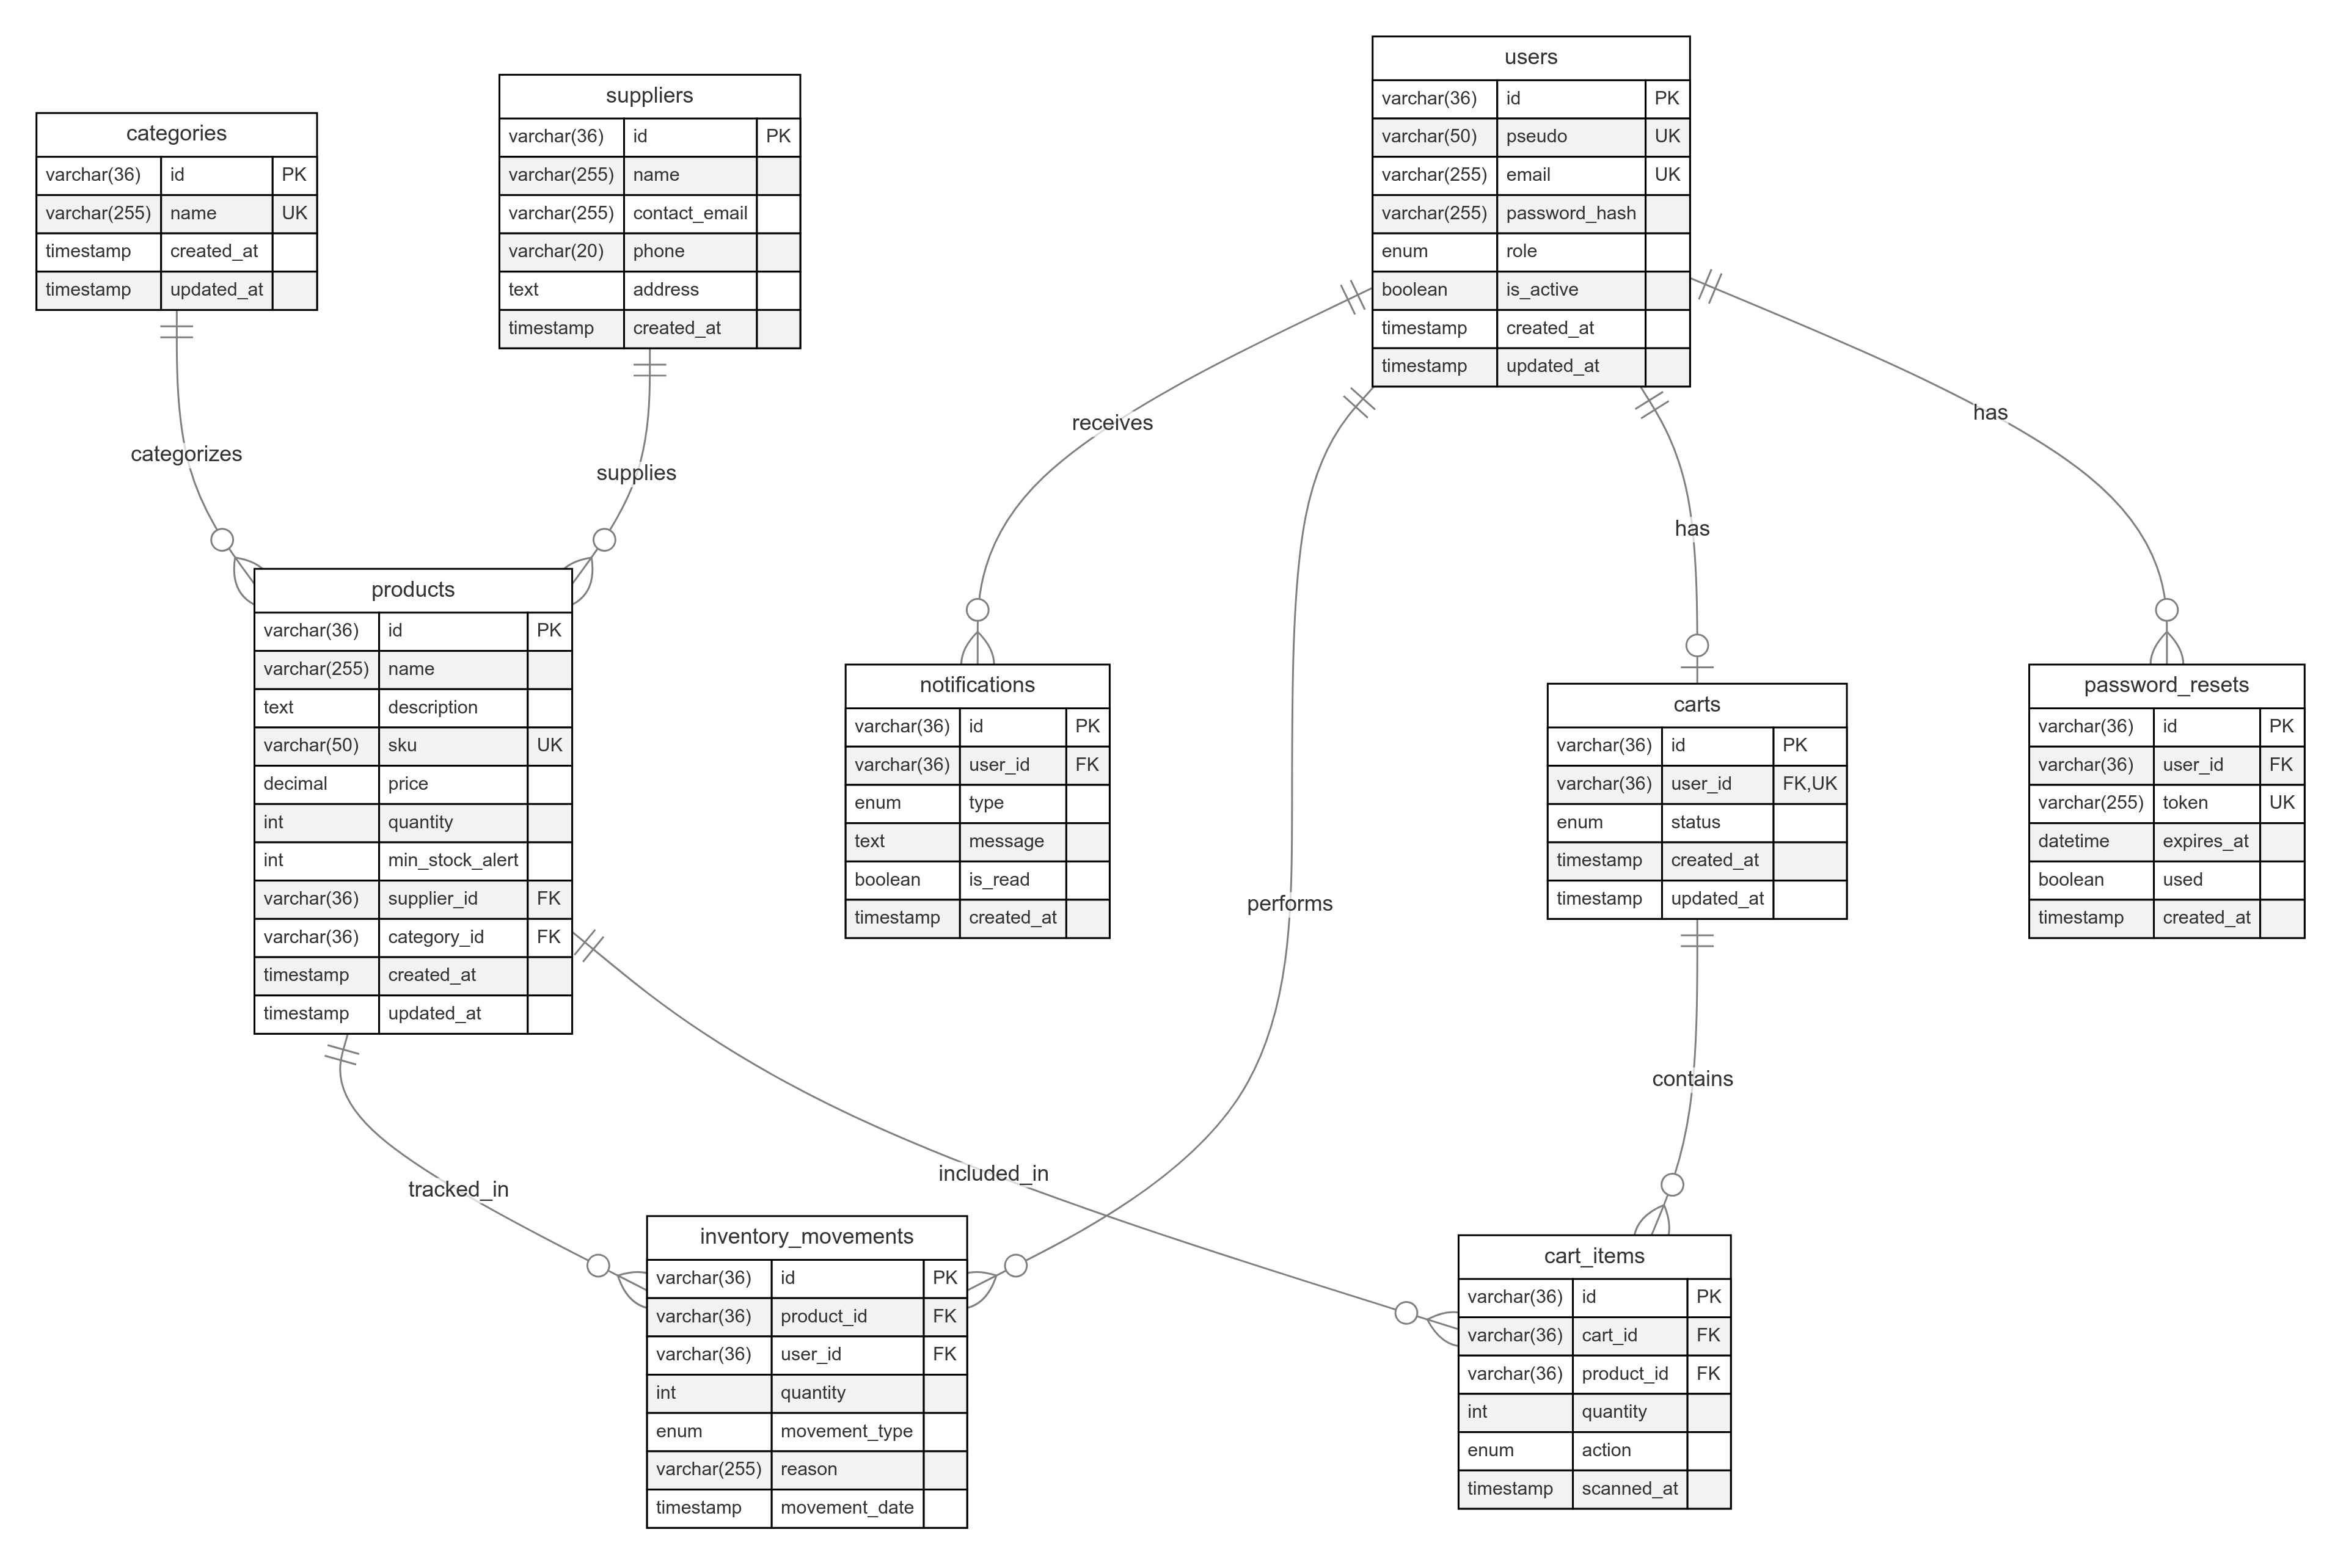 categories
varchar(36) id PK
varchar(255) name UK
timestamp created_at
timestamp updated_at
suppliers
varchar(36) id PK
varchar(255) name
varchar(255) contact_email
varchar(20) phone
text address
timestamp created_at
users
varchar(36) id PK
varchar(50) pseudo UK
varchar(255) email UK
varchar(255) password_hash
enum role
boolean is_active
timestamp created_at
timestamp updated_at
categorizes
supplies
receives
has
has
products
varchar(36) id PK
varchar(255) name
text description
varchar(50) sku UK
decimal price
int quantity
int min_stock_alert
varchar(36) supplier_id FK
varchar(36) category_id FK
timestamp created_at
timestamp updated_at
notifications
varchar(36) id PK
varchar(36) user_id FK
enum type
text message
boolean is_read
timestamp created_at
performs
carts
varchar(36) id PK
varchar(36) user_id FK,UK
enum status
timestamp created_at
timestamp updated_at
password_resets
varchar(36) id PK
varchar(36) user_id FK
varchar(255) token UK
datetime expires_at
boolean used
timestamp created_at
tracked_in
included_in
contains
inventory_movements
varchar(36) id PK
varchar(36) product_id FK
varchar(36) user_id FK
int quantity
enum movement_type
varchar(255) reason
timestamp movement_date
cart_items
varchar(36) id PK
varchar(36) cart_id FK
varchar(36) product_id FK
int quantity
enum action
timestamp scanned_at